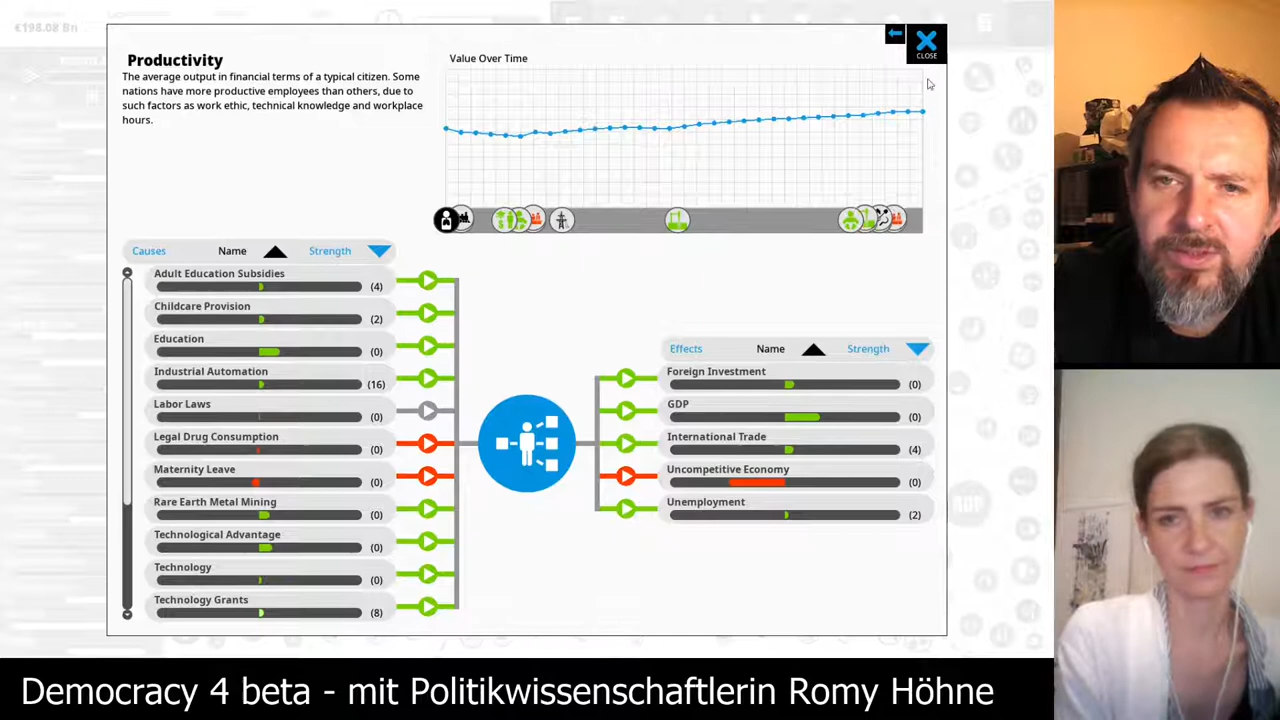 €198.08 Bn
Productivity
The average output in financial terms of a typical citizen. Some
nations have more productive employees than others, due to
such factors as work ethic, technical knowledge and workplace
hours.
Value Over Time
CLOSE
Causes Name Strength
Adult Education Subsidies
(4)
Childcare Provision
(2)
Education
(0)
Industrial Automation
(16)
Labor Laws
(0)
Legal Drug Consumption
(0)
Maternity Leave
(0)
Rare Earth Metal Mining
(0)
Technological Advantage
(0)
Technology
(0)
Technology Grants
(8)
Effects Name Strength
Foreign Investment
(0)
GDP
(0)
International Trade
(4)
Uncompetitive Economy
(0)
Unemployment
(2)
GDP
Democracy 4 beta - mit Politikwissenschaftlerin Romy Höhne